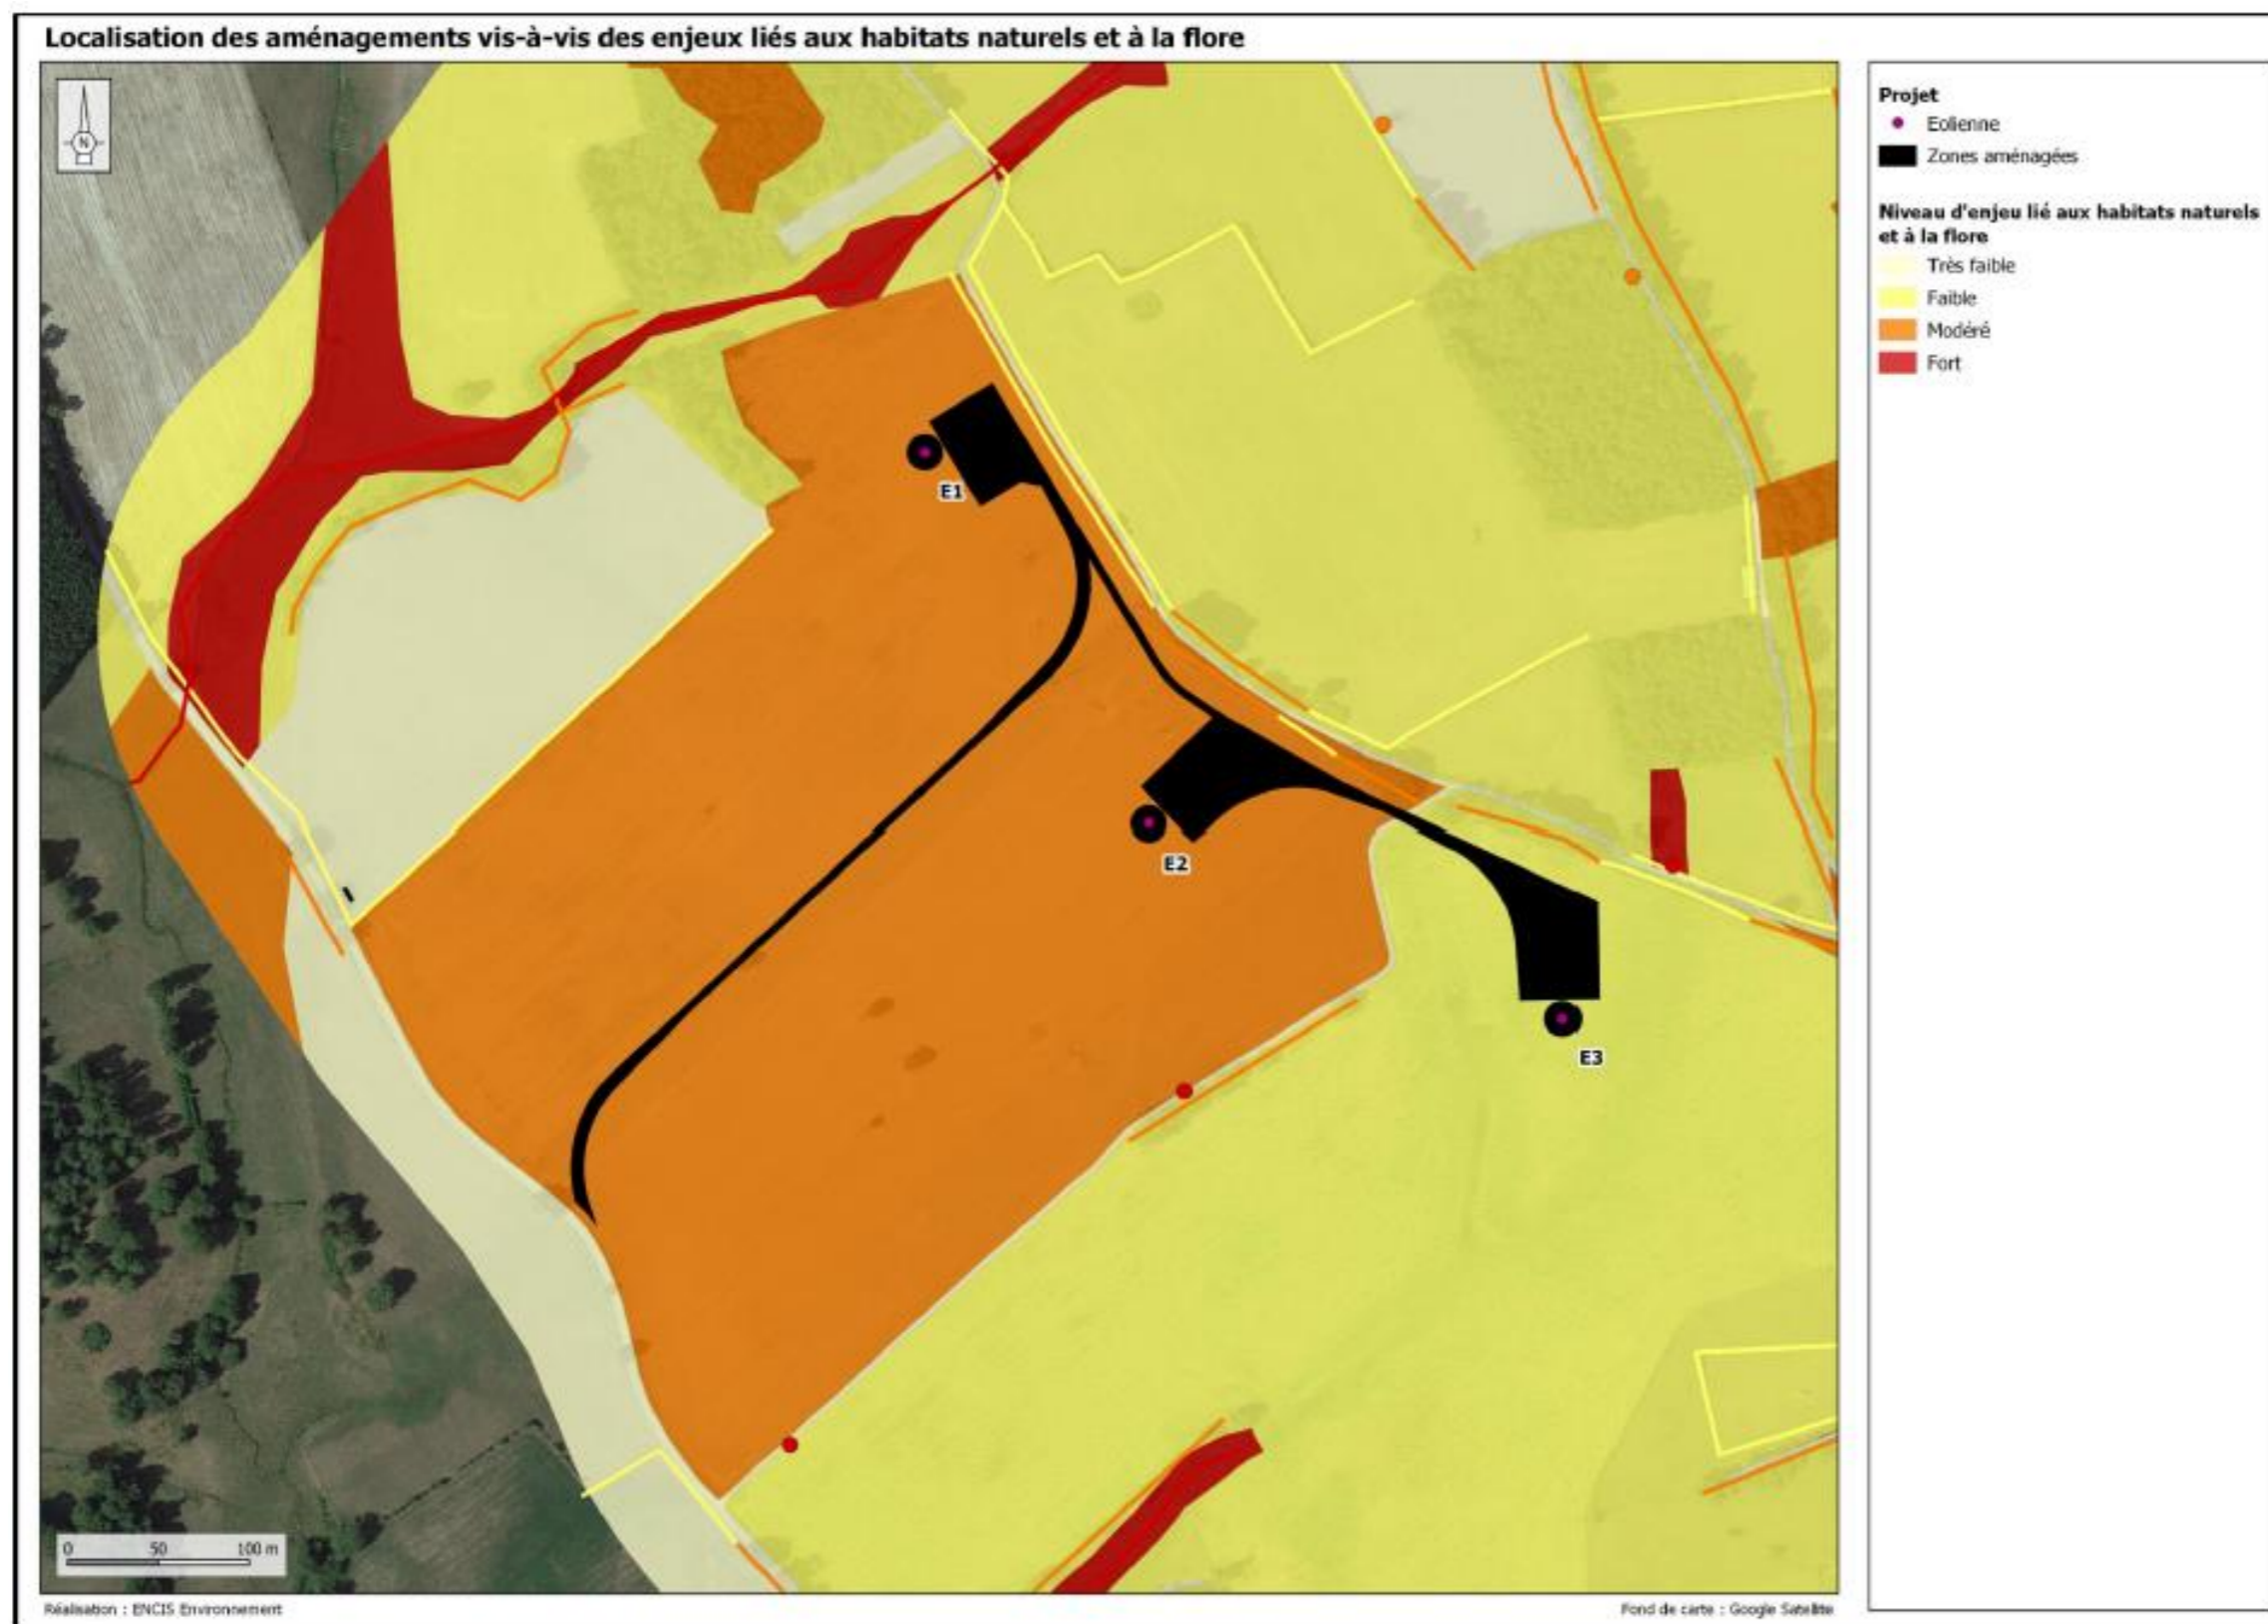 Localisation des aménagements vis-à-vis des enjeux liés aux habitats naturels et à la flore
N
Projet
Eolienne
Zones aménagées
Niveau d'enjeu lié aux habitats naturels
et à la flore
Très faible
Faible
Modéré
Fort
E1
E2
E3
0 50 100 m
Réalisation : ENCIS Environnement
Fond de carte : Google Satellite